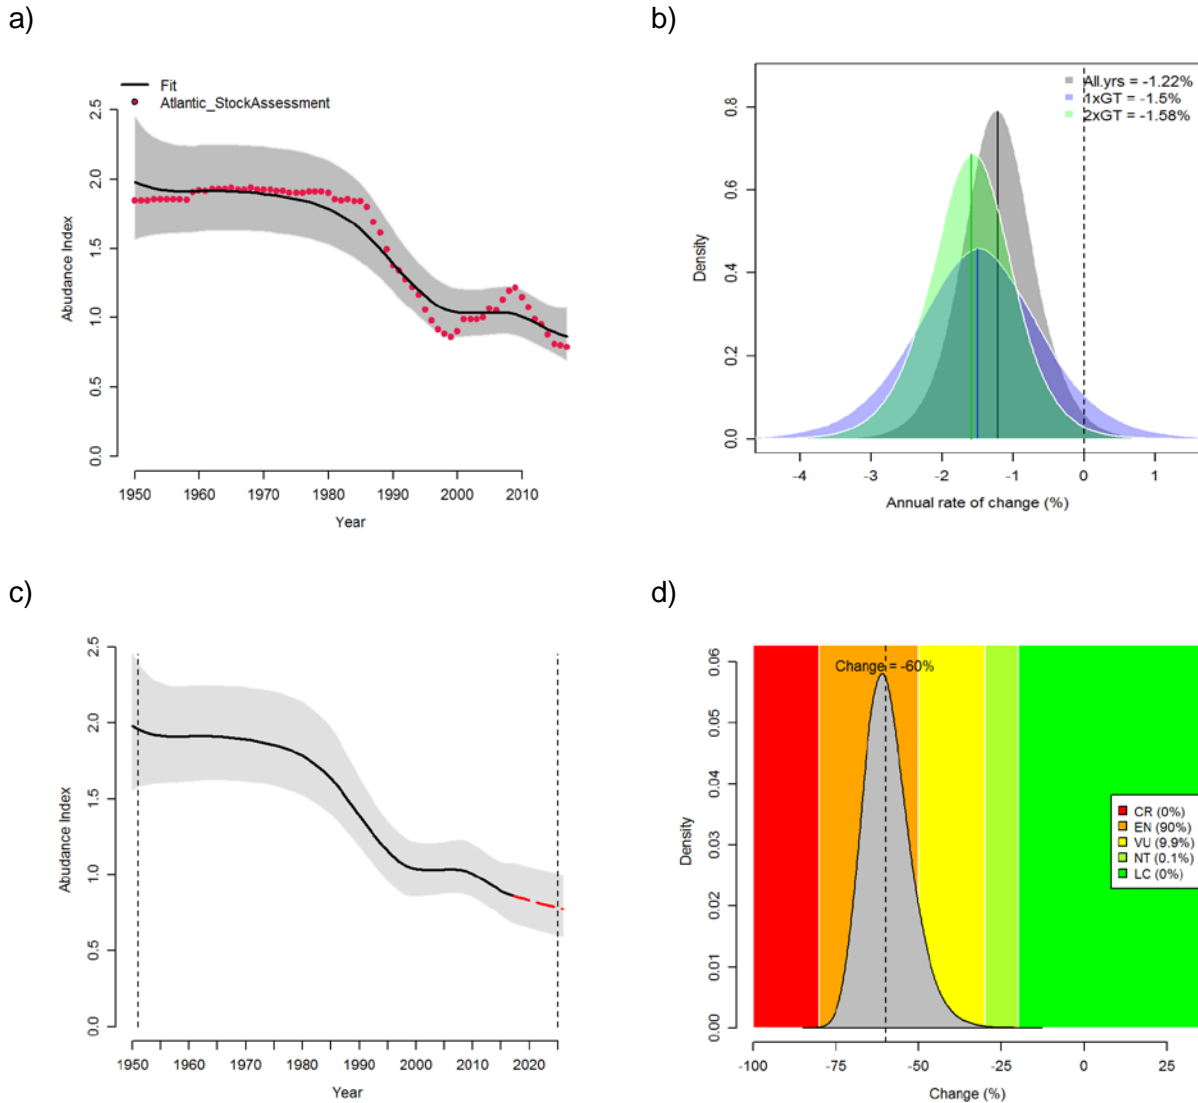 a)
Fit
Atlantic_StockAssessment
Abudance Index
0.0 0.5 1.0 1.5 2.0 2.5
1950 1960 1970 1980 1990 2000 2010
Year
b)
All.yrs = -1.22%
1xGT = -1.5%
2xGT = -1.58%
Density
0.0 0.2 0.4 0.6 0.8
-4 -3 -2 -1 0 1
Annual rate of change (%)
c)
Abudance Index
0.0 0.5 1.0 1.5 2.0 2.5
1950 1960 1970 1980 1990 2000 2010 2020
Year
d)
Change = -60%
Density
0.00 0.01 0.02 0.03 0.04 0.05 0.06
CR (0%)
EN (90%)
VU (9.9%)
NT (0.1%)
LC (0%)
-100 -75 -50 -25 0 25
Change (%)